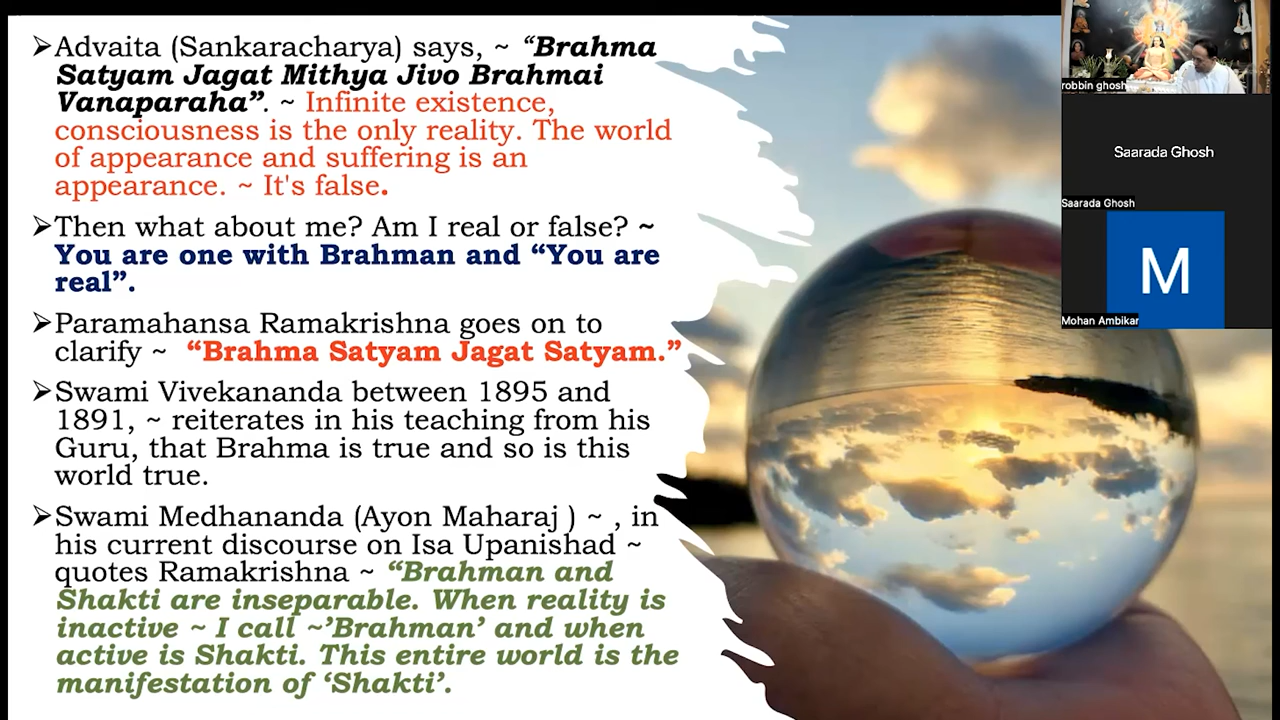 ➢Advaita (Sankaracharya) says, ~ “Brahma
Satyam Jagat Mithya Jivo Brahmai
Vanaparaha”. ~ Infinite existence,
consciousness is the only reality. The world
of appearance and suffering is an
appearance. ~ It's false.
➢Then what about me? Am I real or false? ~
You are one with Brahman and “You are
real”.
➢Paramahansa Ramakrishna goes on to
clarify ~ “Brahma Satyam Jagat Satyam.”
➢Swami Vivekananda between 1895 and
1891, ~ reiterates in his teaching from his
Guru, that Brahma is true and so is this
world true.
➢Swami Medhananda (Ayon Maharaj ) ~ , in
his current discourse on Isa Upanishad ~
quotes Ramakrishna ~ “Brahman and
Shakti are inseparable. When reality is
inactive ~ I call ~’Brahman’ and when
active is Shakti. This entire world is the
manifestation of ‘Shakti’.
robbin ghosh
Saarada Ghosh
Saarada Ghosh
M
Mohan Ambikar